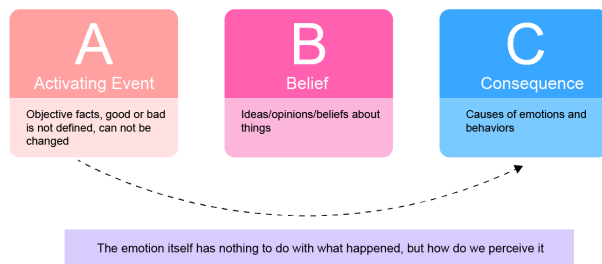 A
Activating Event
Objective facts, good or bad
is not defined, can not be
changed
B
Belief
Ideas/opinions/beliefs about
things
C
Consequence
Causes of emotions and
behaviors
The emotion itself has nothing to do with what happened, but how do we perceive it